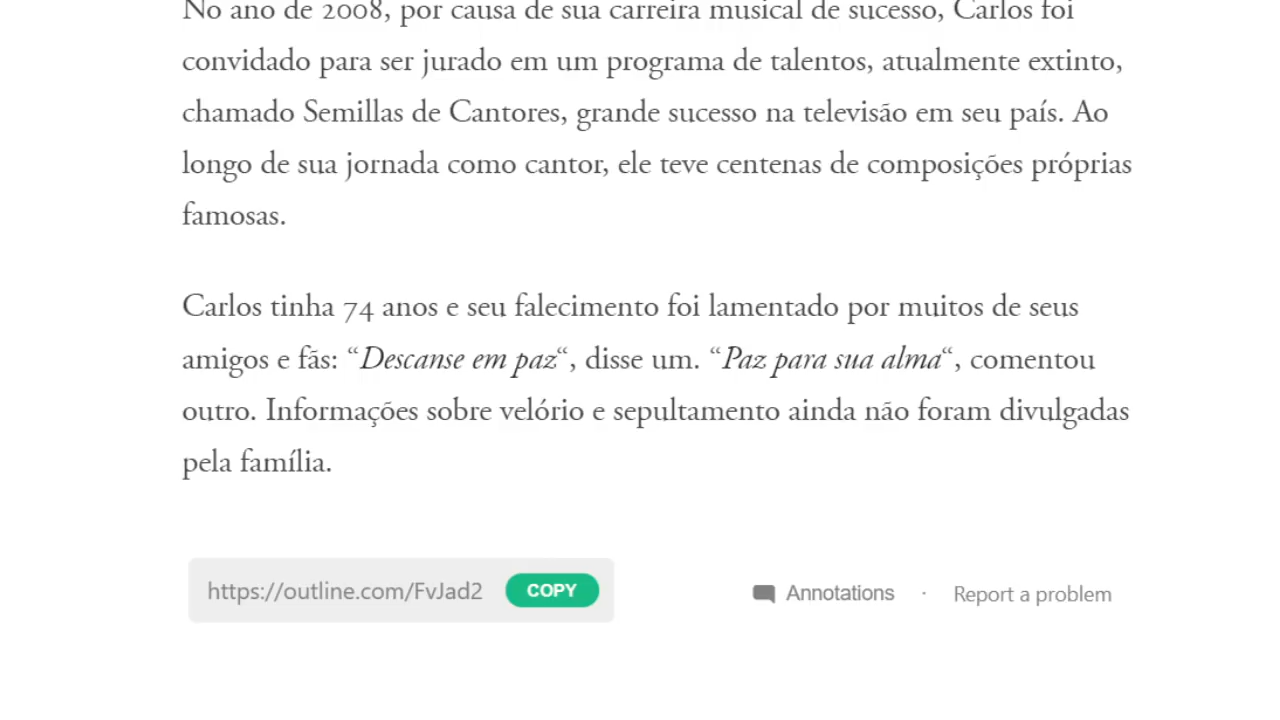 No ano de 2008, por causa de sua carreira musical de sucesso, Carlos foi
convidado para ser jurado em um programa de talentos, atualmente extinto,
chamado Semillas de Cantores, grande sucesso na televisão em seu país. Ao
longo de sua jornada como cantor, ele teve centenas de composições próprias
famosas.
Carlos tinha 74 anos e seu falecimento foi lamentado por muitos de seus
amigos e fãs: “Descanse em paz“, disse um. “Paz para sua alma“, comentou
outro. Informações sobre velório e sepultamento ainda não foram divulgadas
pela família.
https://outline.com/FvJad2 COPY Annotations · Report a problem